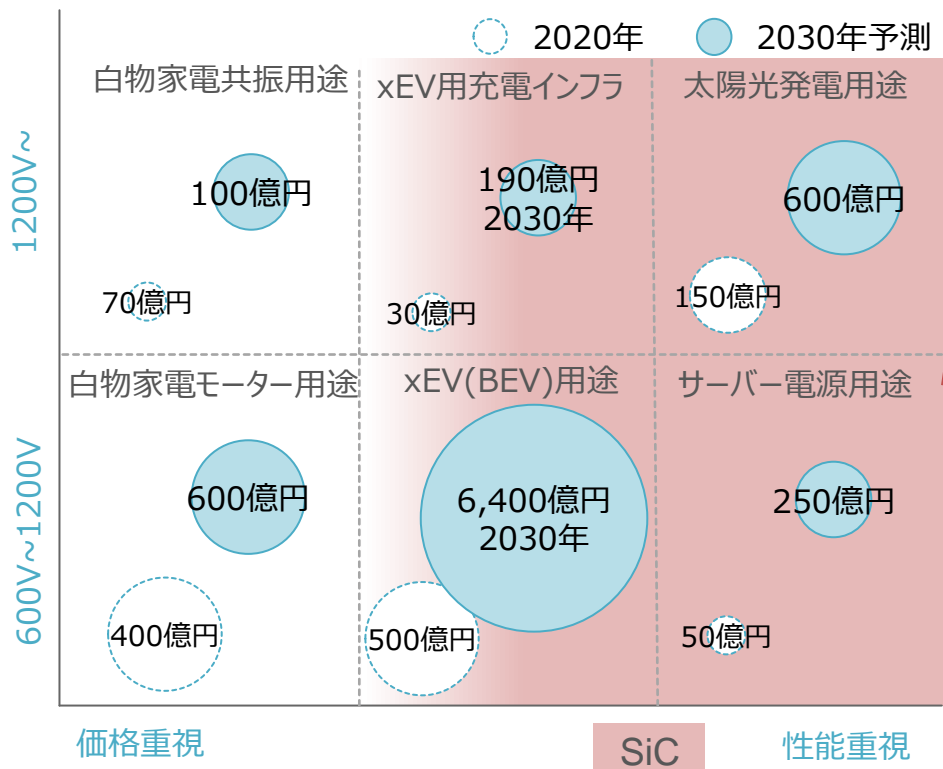 2020年
2030年予測
白物家電共振用途
xEV用充電インフラ
太陽光発電用途
1200V~
100億円
190億円
2030年
600億円
70億円
30億円
150億円
白物家電モーター用途
xEV(BEV)用途
サーバー電源用途
600V~1200V
600億円
6,400億円
2030年
250億円
400億円
500億円
50億円
価格重視
SiC
性能重視